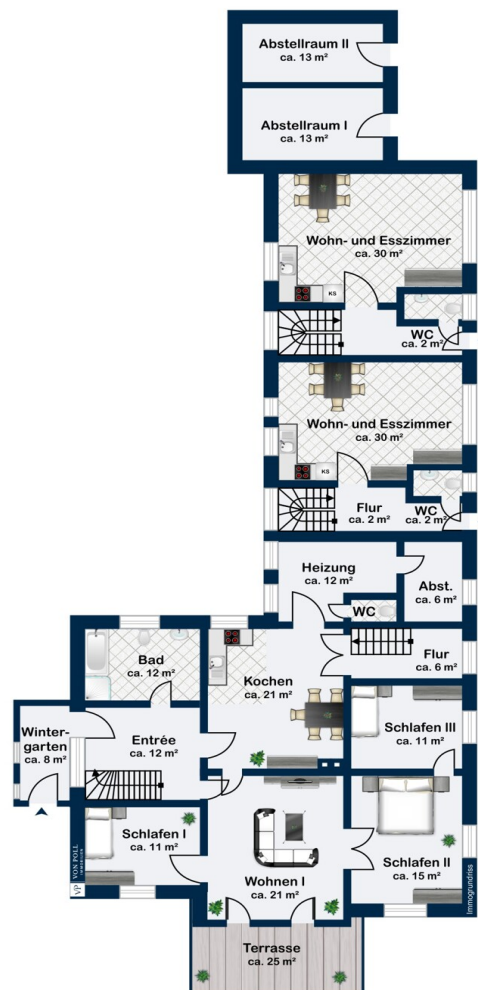 Abstellraum II
ca. 13 m²
Abstellraum I
ca. 13 m²
Wohn- und Esszimmer
ca. 30 m²
KS
WC
ca. 2 m²
Wohn- und Esszimmer
ca. 30 m²
KS
Flur
ca. 2 m²
WC
ca. 2 m²
Heizung
ca. 12 m²
Abst.
ca. 6 m²
WC
Bad
ca. 12 m²
Kochen
ca. 21 m²
Flur
ca. 6 m²
Winter-
garten
ca. 8 m²
Entrée
ca. 12 m²
Schlafen III
ca. 11 m²
Schlafen I
ca. 11 m²
Wohnen I
ca. 21 m²
Schlafen II
ca. 15 m²
VP
VON POLL
IMMOBILIEN
Immogrundriss
Terrasse
ca. 25 m²